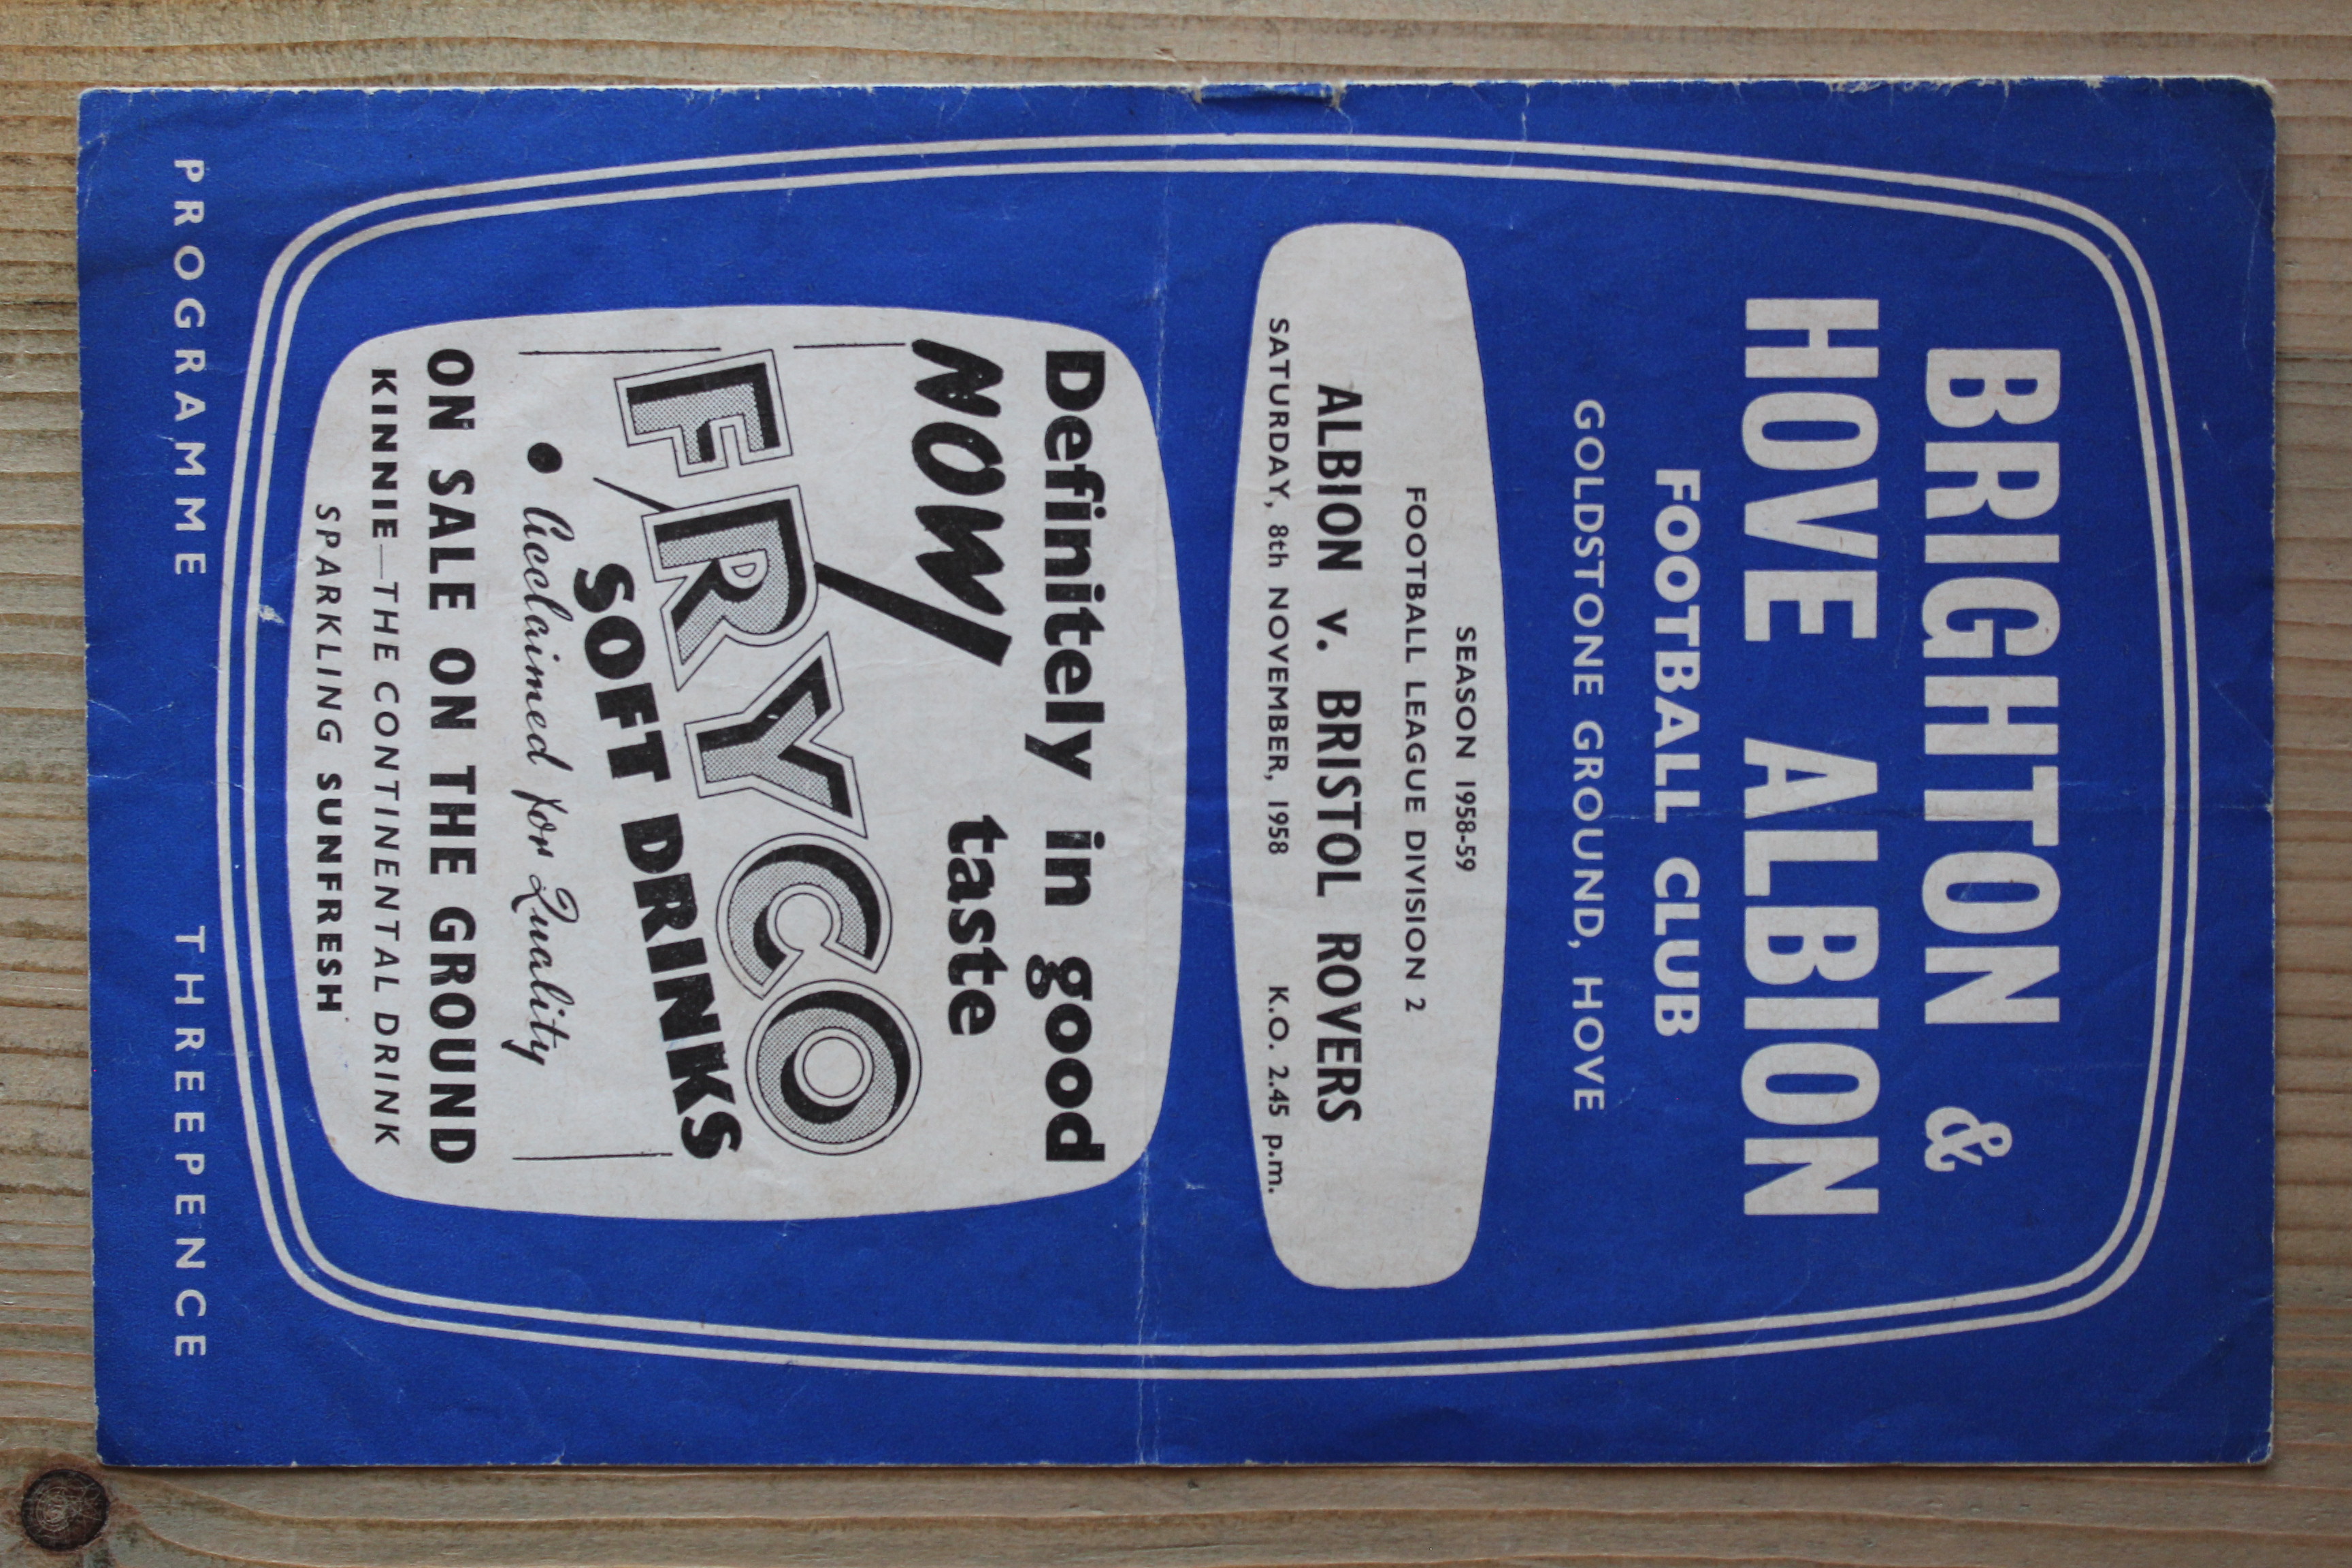 BRIGHTON &
HOVE ALBION
FOOTBALL CLUB
GOLDSTONE GROUND, HOVE
SEASON 1958-59
FOOTBALL LEAGUE DIVISION 2
ALBION v. BRISTOL ROVERS
SATURDAY, 8th NOVEMBER, 1958 K.O. 2.45 p.m.
Definitely in good
NOW taste
FRYCO
SOFT DRINKS
• Acclaimed for Quality
ON SALE ON THE GROUND
KINNIE—THE CONTINENTAL DRINK
SPARKLING SUNFRESH
PROGRAMME THREEPENCE